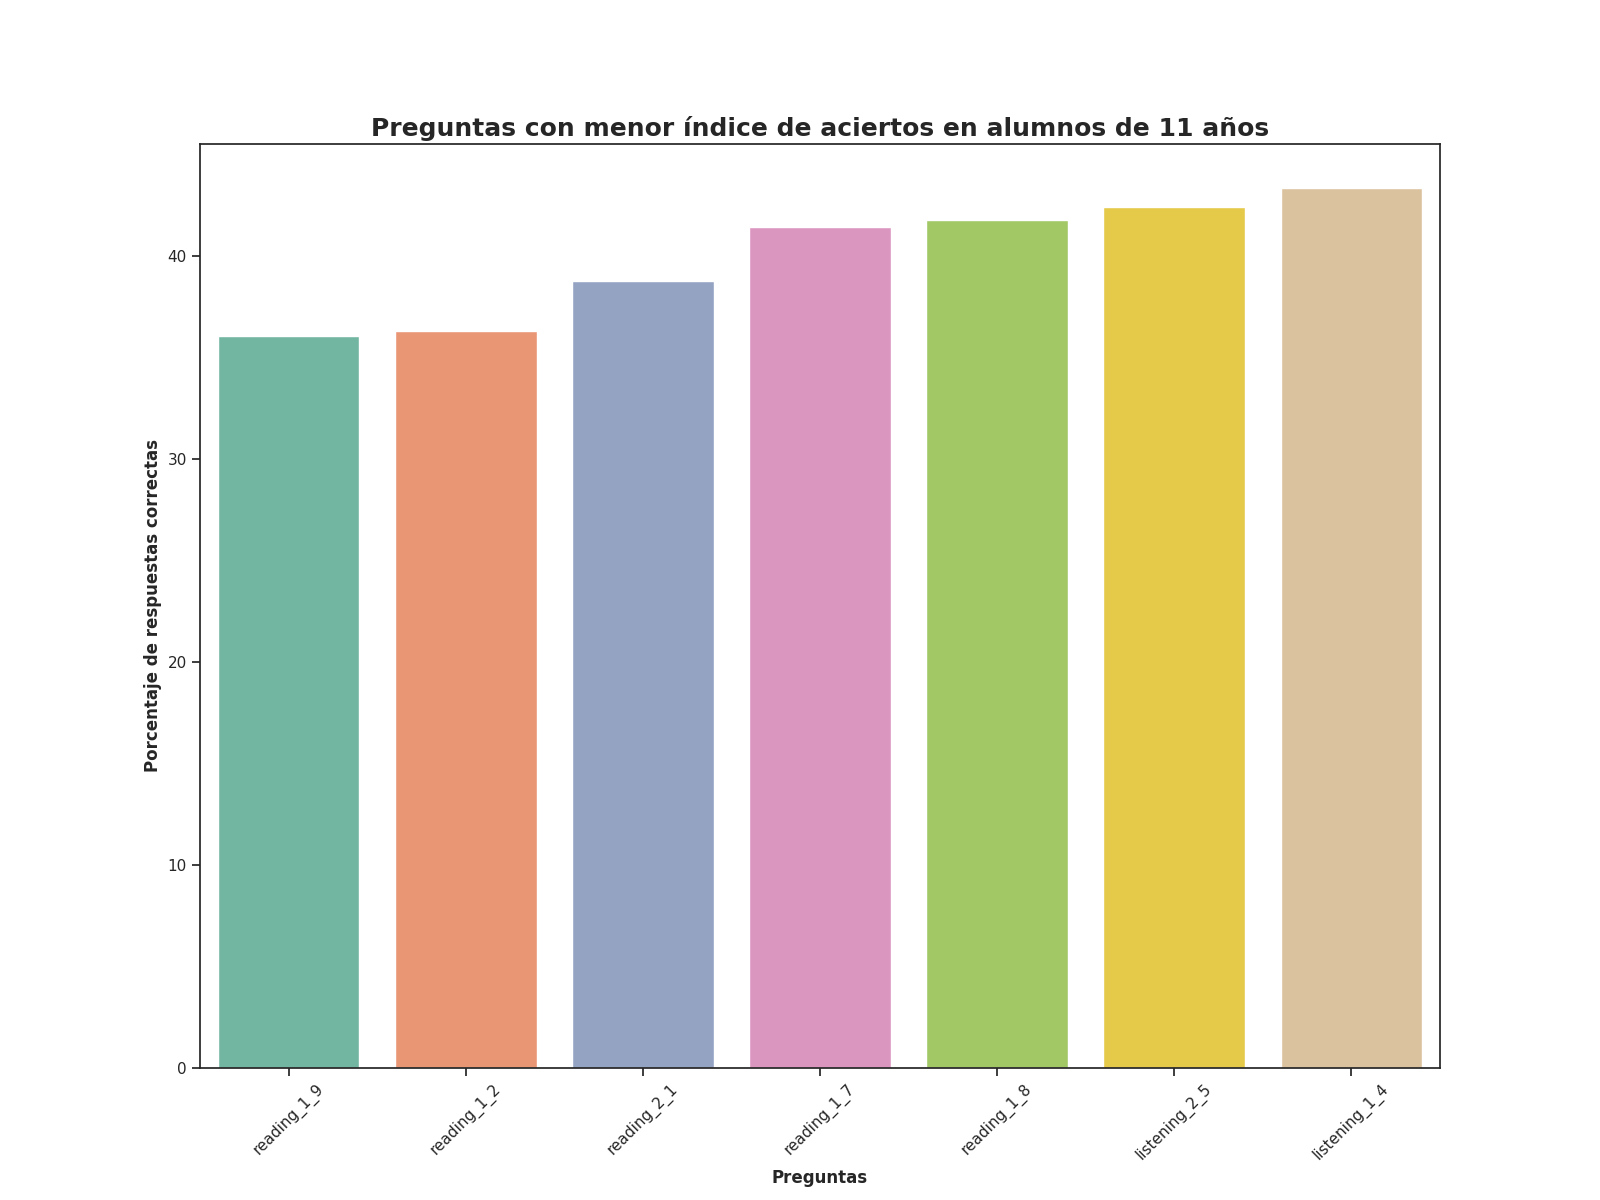 Preguntas con menor índice de aciertos en alumnos de 11 años
Porcentaje de respuestas correctas
40
30
20
10
0
reading_1_9
reading_1_2
reading_2_1
reading_1_7
reading_1_8
listening_2_5
listening_1_4
Preguntas